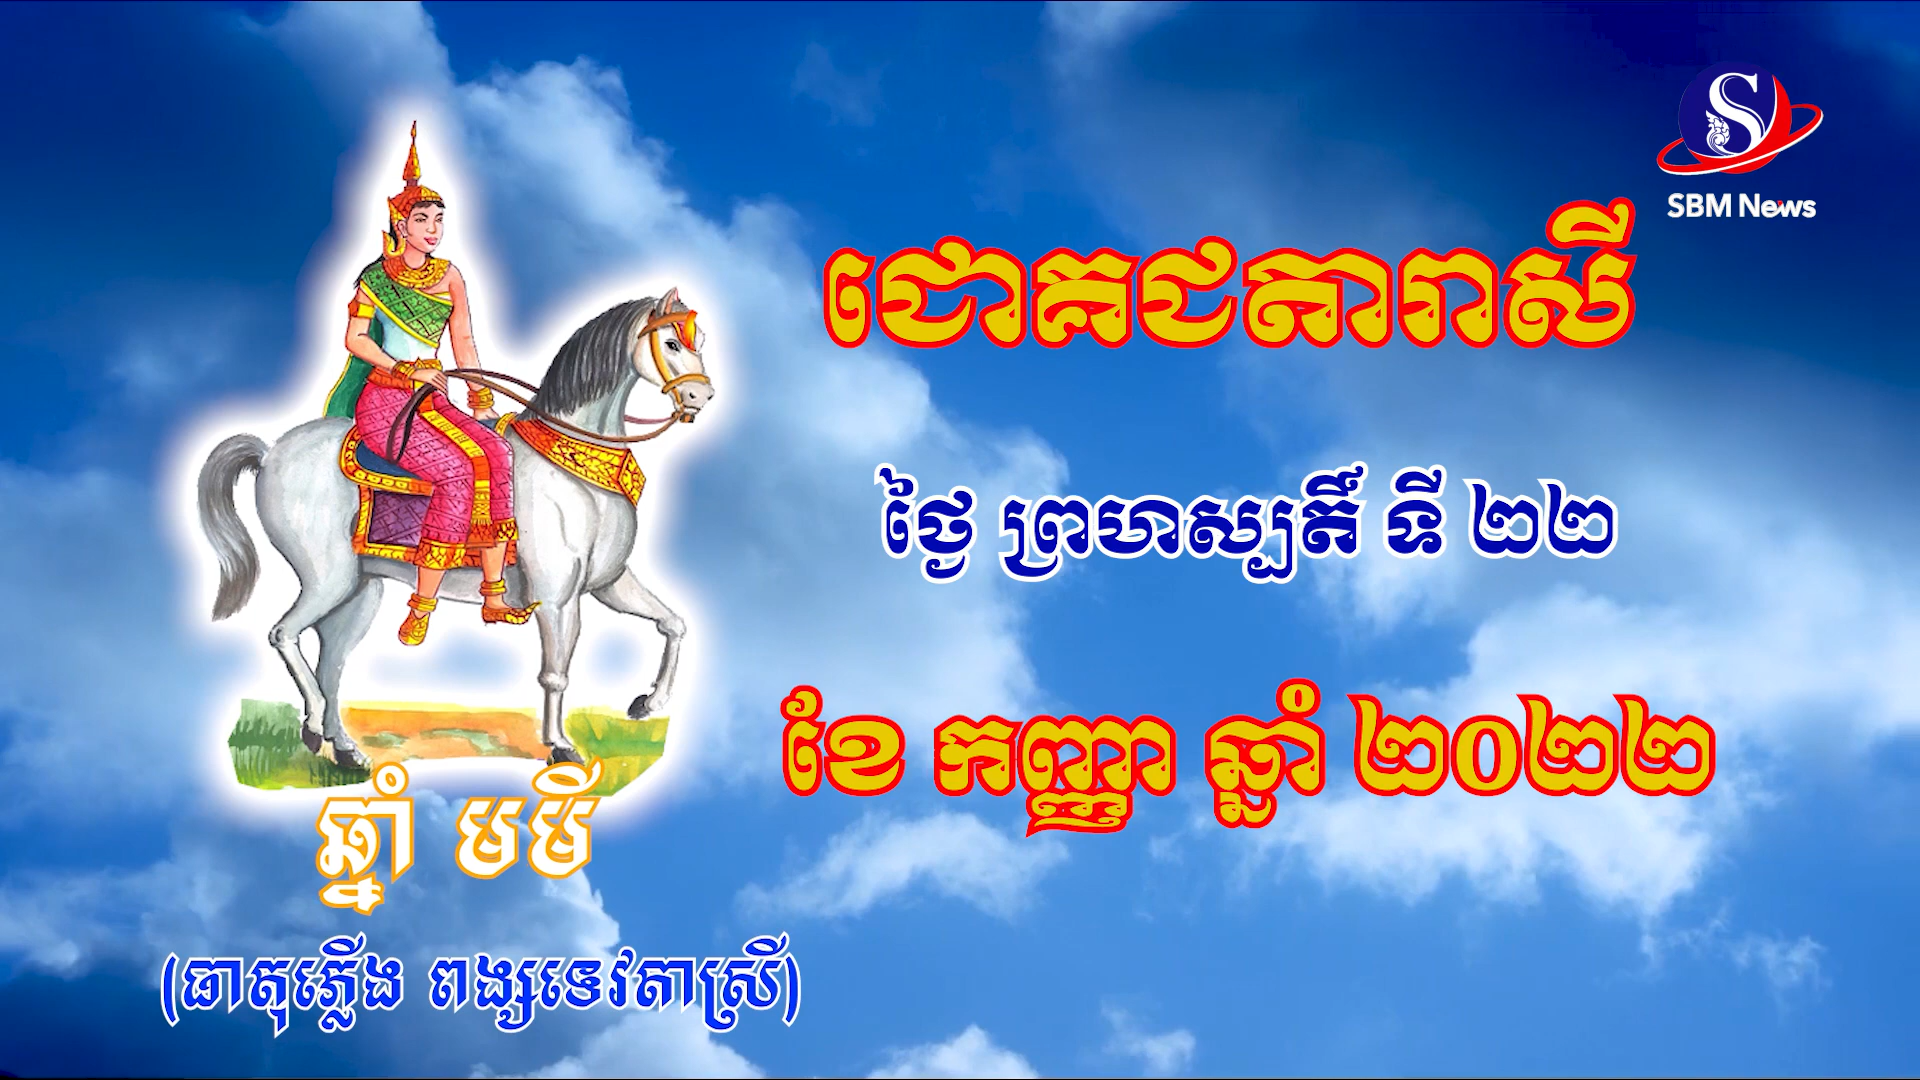 SBM News
ជោគជតារាសី
ថ្ងៃ ព្រហស្បតិ៍ ទី ២២
ខែ កញ្ញា ឆ្នាំ ២០២២
ឆ្នាំ មមី
(ធាតុភ្លើង ពង្សទេវតាស្រី)